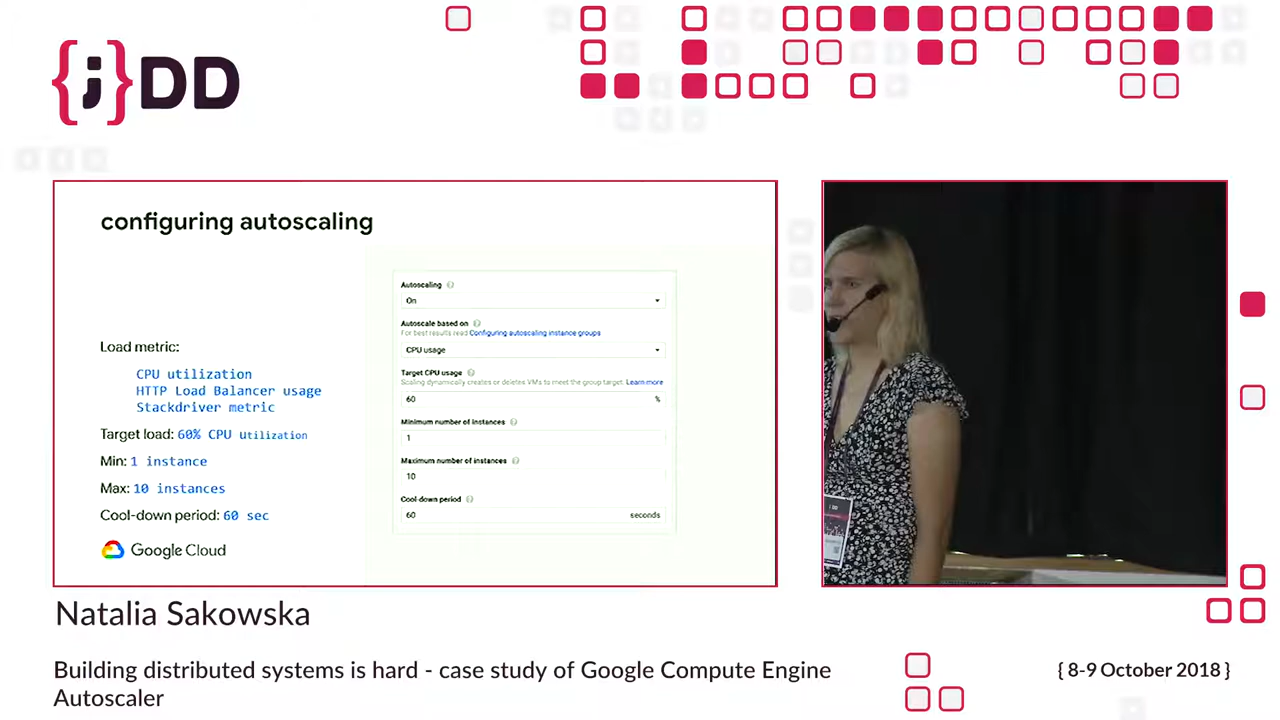 {j}DD
configuring autoscaling
Load metric:
CPU utilization
HTTP Load Balancer usage
Stackdriver metric
Target load: 60% CPU utilization
Min: 1 instance
Max: 10 instances
Cool-down period: 60 sec
Google Cloud
Autoscaling
On
Autoscale based on
For best results read Configuring autoscaling instance groups
CPU usage
Target CPU usage
Scaling dynamically creates or deletes VMs to meet the group target. Learn more
60 %
Minimum number of instances
1
Maximum number of instances
10
Cool-down period
60 seconds
Natalia Sakowska
Building distributed systems is hard - case study of Google Compute Engine
Autoscaler
{ 8-9 October 2018 }